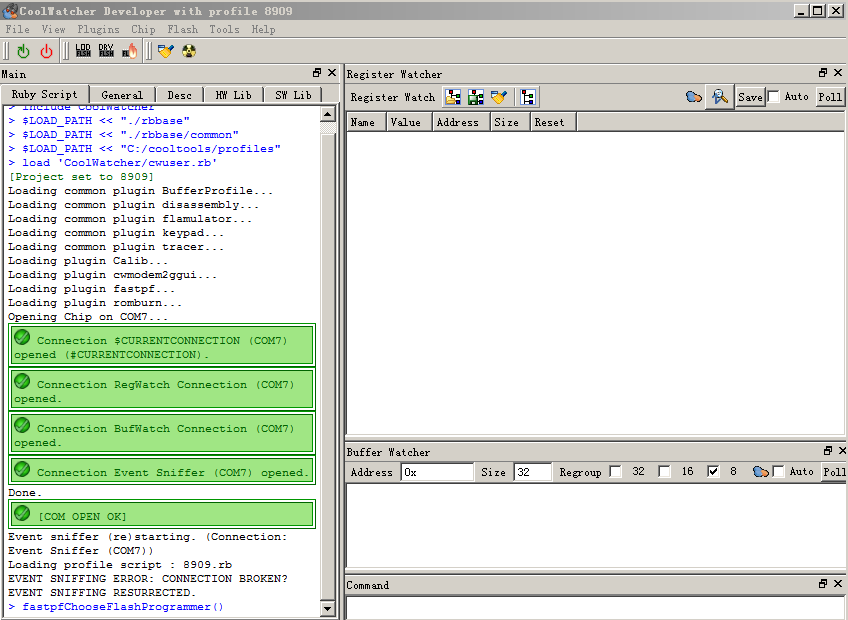 CoolWatcher Developer with profile 8909
File View Plugins Chip Flash Tools Help
LOD FLSH DRV FLSH FL
Main
Ruby Script General Desc HW Lib SW Lib
> include CoolWatcher
> $LOAD_PATH << "./rbbase"
> $LOAD_PATH << "./rbbase/common"
> $LOAD_PATH << "C:/cooltools/profiles"
> load 'CoolWatcher/cwuser.rb'
[Project set to 8909]
Loading common plugin BufferProfile...
Loading common plugin disassembly...
Loading common plugin flamulator...
Loading common plugin keypad...
Loading common plugin tracer...
Loading plugin Calib...
Loading plugin cwmodem2ggui...
Loading plugin fastpf...
Loading plugin romburn...
Opening Chip on COM7...
Connection $CURRENTCONNECTION (COM7)
opened ($CURRENTCONNECTION).
Connection RegWatch Connection (COM7)
opened.
Connection BufWatch Connection (COM7)
opened.
Connection Event Sniffer (COM7) opened.
Done.
[COM OPEN OK]
Event sniffer (re)starting. (Connection:
Event Sniffer (COM7))
Loading profile script : 8909.rb
EVENT SNIFFING ERROR: CONNECTION BROKEN?
EVENT SNIFFING RESURRECTED.
> fastpfChooseFlashProgrammer()
Register Watcher
Register Watch Save Auto Poll
Name Value Address Size Reset
Buffer Watcher
Address 0x Size 32 Regroup 32 16 8 Auto Poll
Command